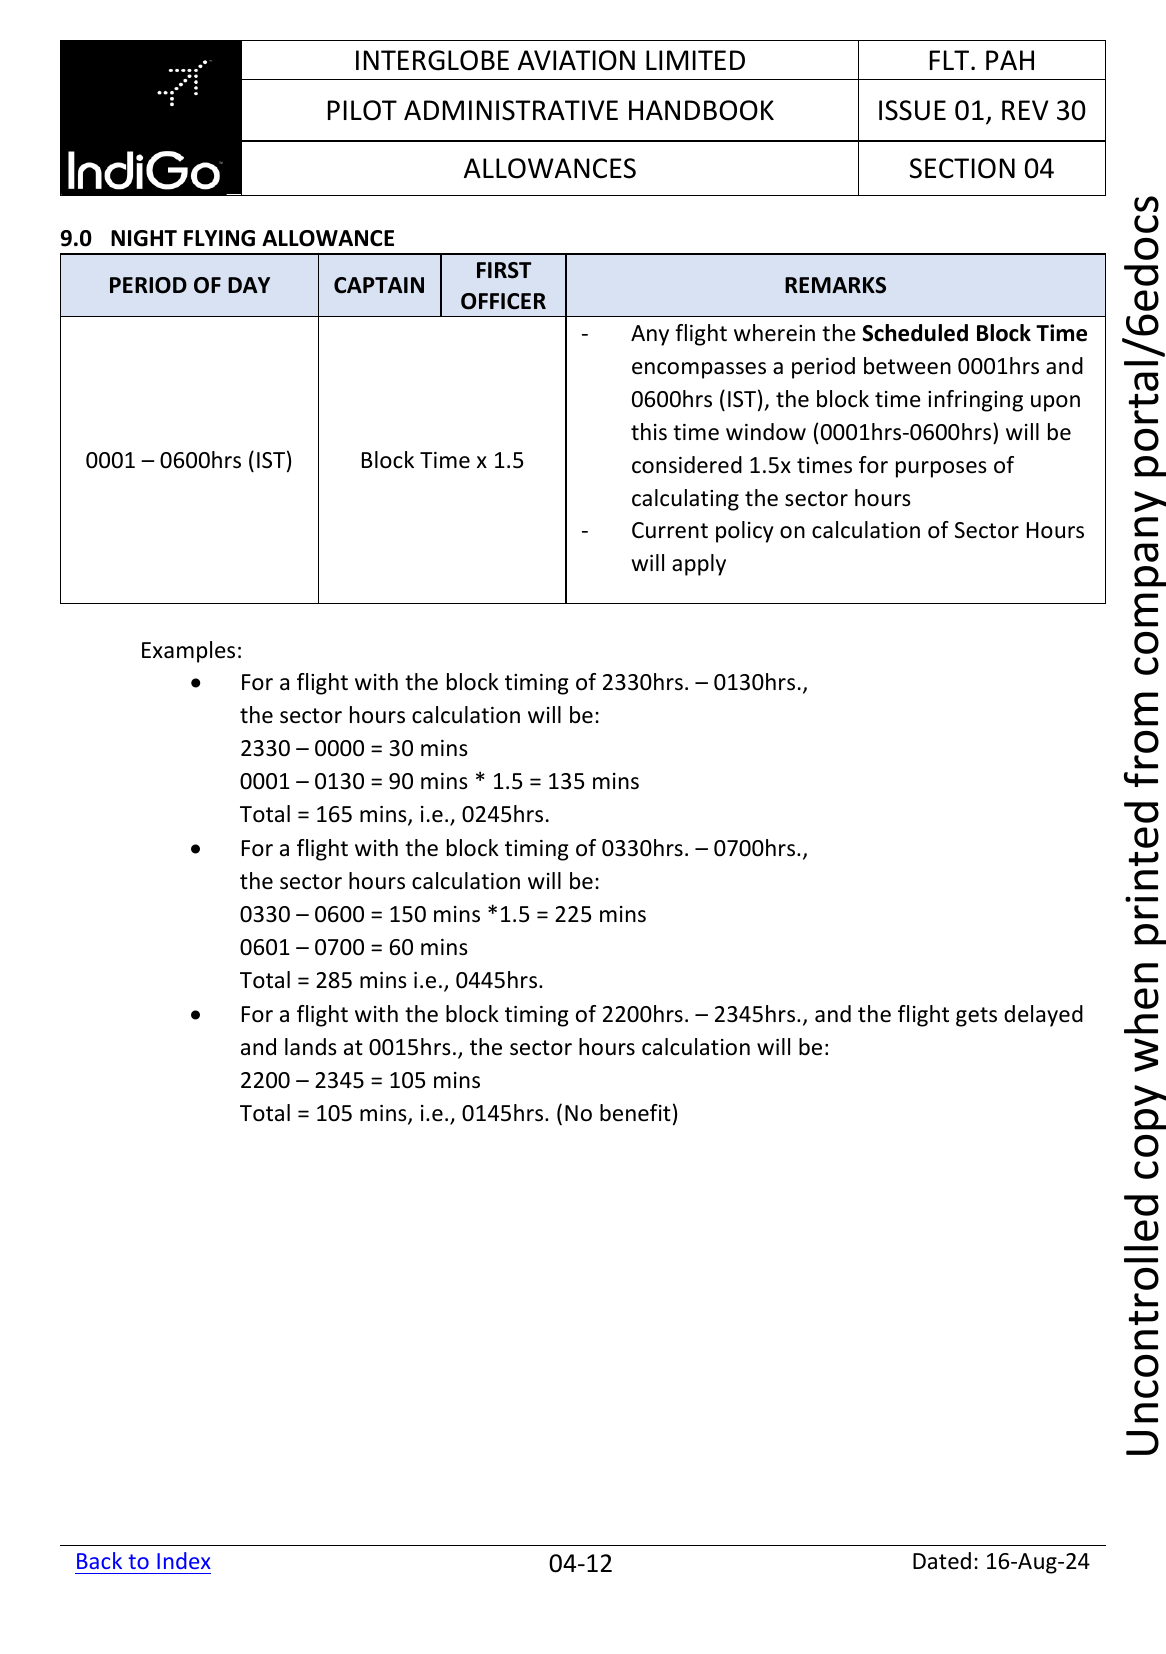 IndiGo
INTERGLOBE AVIATION LIMITED
FLT. PAH
PILOT ADMINISTRATIVE HANDBOOK
ISSUE 01, REV 30
ALLOWANCES
SECTION 04
9.0 NIGHT FLYING ALLOWANCE
PERIOD OF DAY
CAPTAIN
FIRST
OFFICER
REMARKS
0001 – 0600hrs (IST)
Block Time x 1.5
- Any flight wherein the Scheduled Block Time
encompasses a period between 0001hrs and
0600hrs (IST), the block time infringing upon
this time window (0001hrs-0600hrs) will be
considered 1.5x times for purposes of
calculating the sector hours
- Current policy on calculation of Sector Hours
will apply
Examples:
• For a flight with the block timing of 2330hrs. – 0130hrs.,
the sector hours calculation will be:
2330 – 0000 = 30 mins
0001 – 0130 = 90 mins * 1.5 = 135 mins
Total = 165 mins, i.e., 0245hrs.
• For a flight with the block timing of 0330hrs. – 0700hrs.,
the sector hours calculation will be:
0330 – 0600 = 150 mins *1.5 = 225 mins
0601 – 0700 = 60 mins
Total = 285 mins i.e., 0445hrs.
• For a flight with the block timing of 2200hrs. – 2345hrs., and the flight gets delayed
and lands at 0015hrs., the sector hours calculation will be:
2200 – 2345 = 105 mins
Total = 105 mins, i.e., 0145hrs. (No benefit)
Back to Index
04-12
Dated: 16-Aug-24
Uncontrolled copy when printed from company portal/6edocs